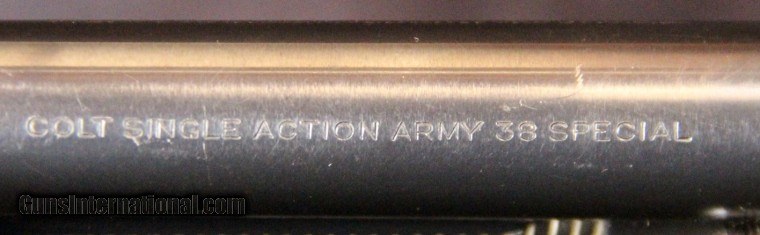 COLT SINGLE ACTION ARMY 38 SPECIAL
GunsInternational.com